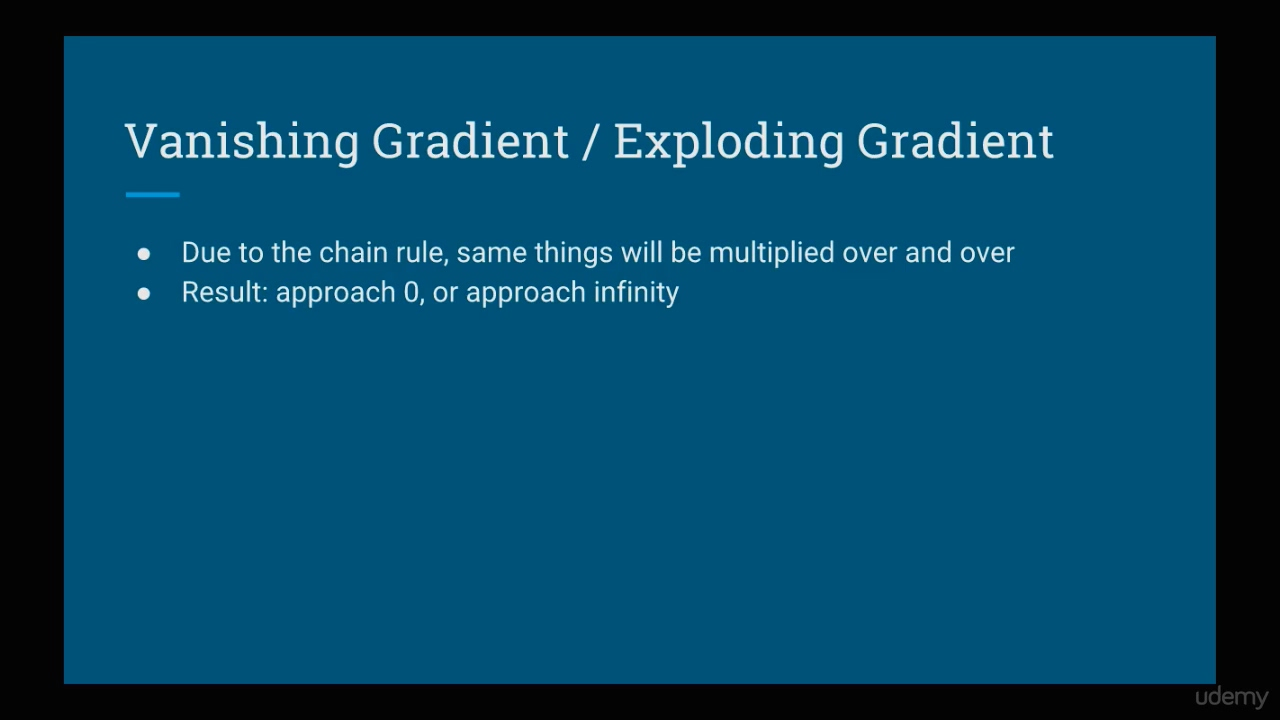 Vanishing Gradient / Exploding Gradient
● Due to the chain rule, same things will be multiplied over and over
● Result: approach 0, or approach infinity
udemy